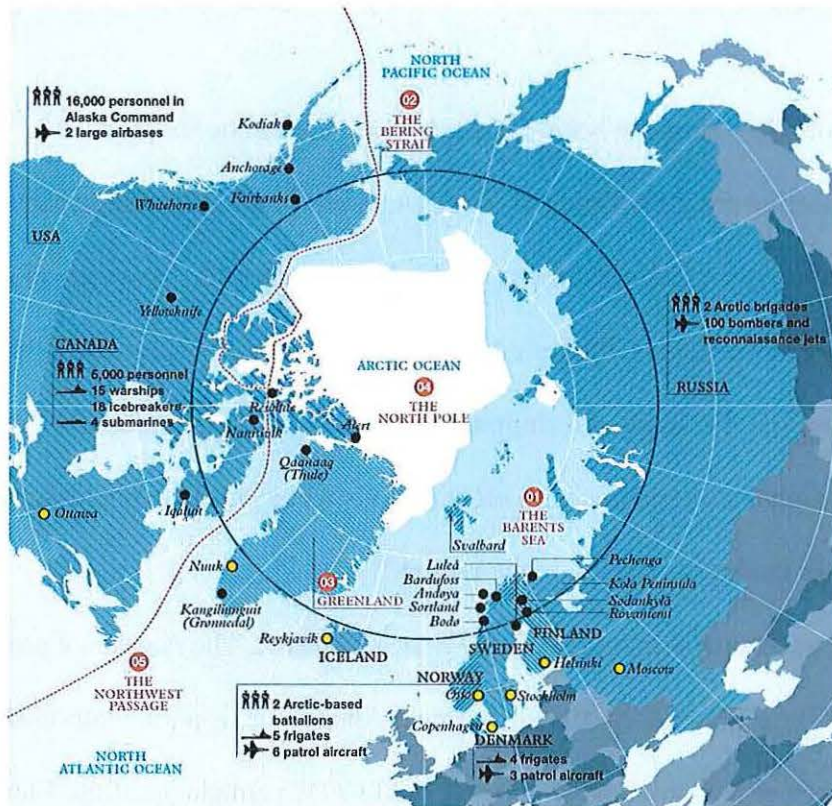 NORTH
PACIFIC OCEAN
02
THE
BERING
STRAIT
16,000 personnel in
Alaska Command
2 large airbases
USA
Kodiak
Anchorage
Fairbanks
Whitehorse
Yellowknife
CANADA
5,000 personnel
15 warships
18 icebreakers
4 submarines
2 Arctic brigades
100 bombers and
reconnaissance jets
RUSSIA
ARCTIC OCEAN
04
THE
NORTH POLE
Resolute
Nanisivik
Alert
Qaanaaq
(Thule)
Iqaluit
Ottawa
01
THE
BARENTS
SEA
Svalbard
Nuuk
03
GREENLAND
Kangilinnguit
(Grønnedal)
Reykjavik
ICELAND
Luleå
Bardufoss
Andøya
Sortland
Bodø
Pechenga
Kola Peninsula
Sodankylä
Rovaniemi
FINLAND
SWEDEN
Helsinki
Moscow
05
THE
NORTHWEST
PASSAGE
NORWAY
2 Arctic-based
battallons
5 frigates
6 patrol aircraft
Oslo
Stockholm
Copenhagen
DENMARK
4 frigates
3 patrol aircraft
NORTH
ATLANTIC OCEAN